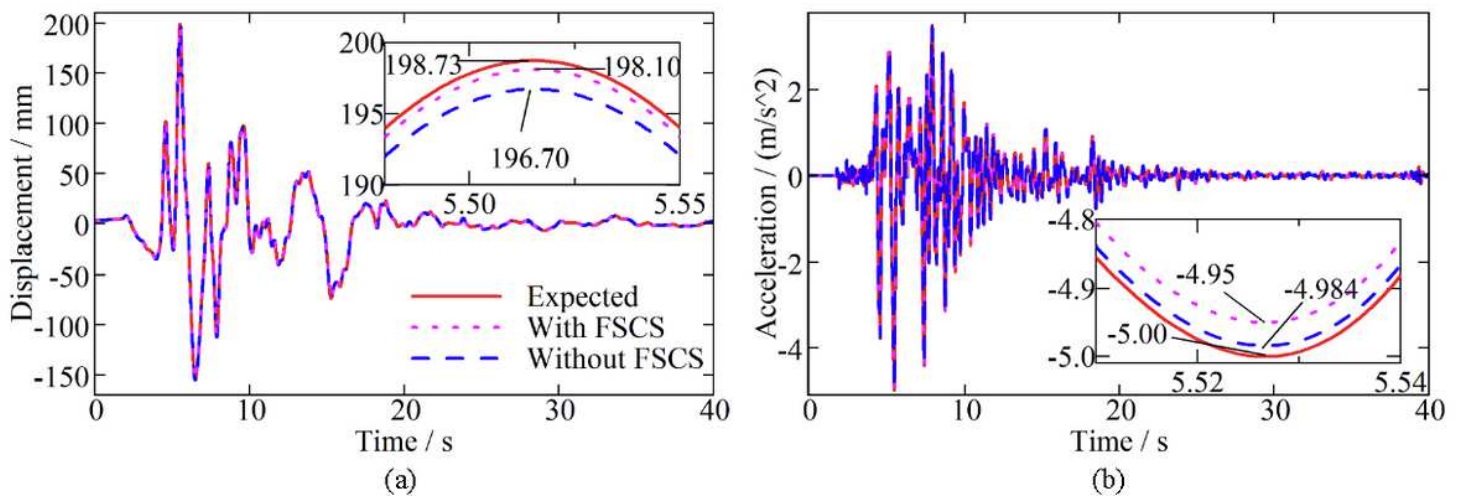 200
150
100
50
0
-50
-100
-150
Displacement / mm
0 10 20 30 40
Time / s
(a)
200
195
190
5.50 5.55
198.73 198.10
196.70
Expected
With FSCS
Without FSCS
2
0
-2
-4
Acceleration / (m/s^2)
0 10 20 30 40
Time / s
(b)
-4.8
-4.9
-5.0
5.52 5.54
-4.95
-4.984
-5.00